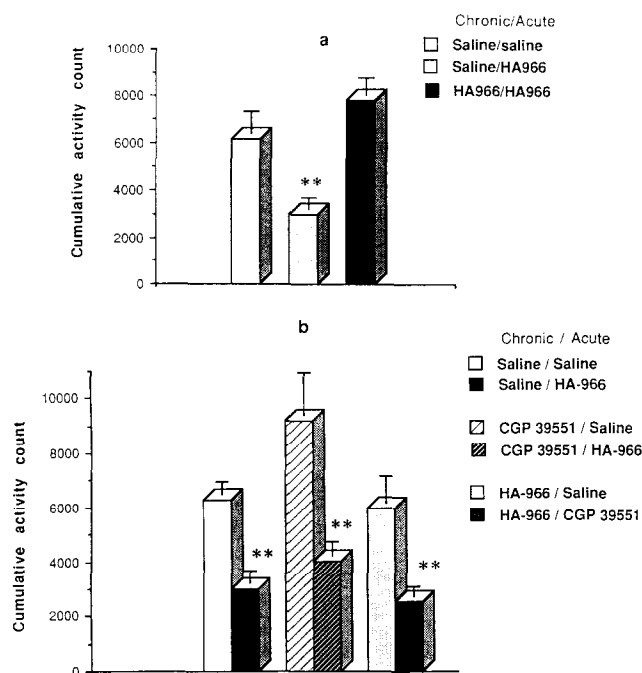 a
Chronic/Acute
Saline/saline
Saline/HA966
HA966/HA966
Cumulative activity count
10000
8000
6000
4000
2000
0
**
b
Chronic / Acute
Saline / Saline
Saline / HA-966
CGP 39551 / Saline
CGP 39551 / HA-966
HA-966 / Saline
HA-966 / CGP 39551
Cumulative activity count
10000
8000
6000
4000
2000
0
**
**
**